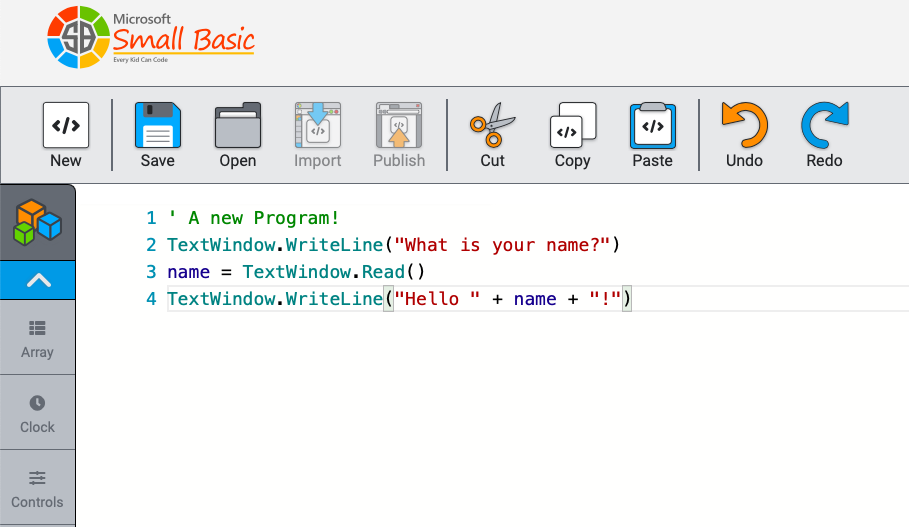 Microsoft
Small Basic
Every Kid Can Code
New Save Open Import Publish Cut Copy Paste Undo Redo
1 ' A new Program!
2 TextWindow.WriteLine("What is your name?")
3 name = TextWindow.Read()
4 TextWindow.WriteLine("Hello " + name + "!")
Array
Clock
Controls